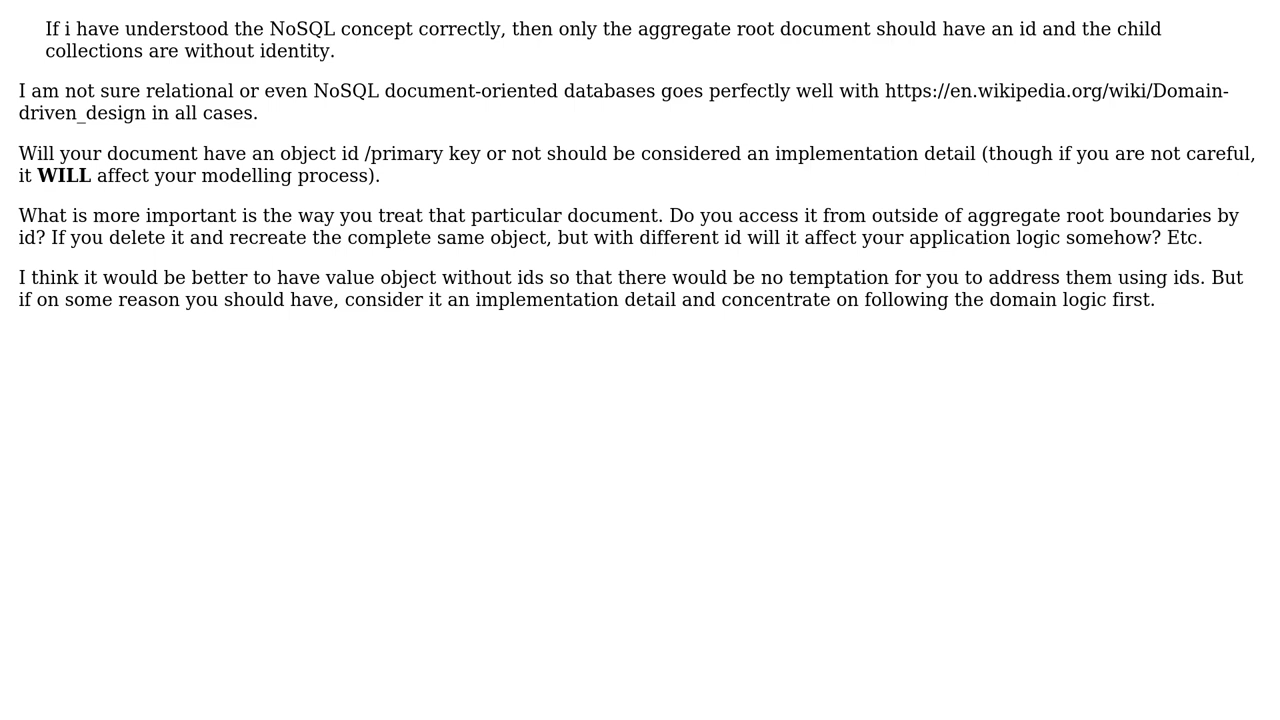 If i have understood the NoSQL concept correctly, then only the aggregate root document should have an id and the child
collections are without identity.
I am not sure relational or even NoSQL document-oriented databases goes perfectly well with https://en.wikipedia.org/wiki/Domain-
driven_design in all cases.
Will your document have an object id /primary key or not should be considered an implementation detail (though if you are not careful,
it WILL affect your modelling process).
What is more important is the way you treat that particular document. Do you access it from outside of aggregate root boundaries by
id? If you delete it and recreate the complete same object, but with different id will it affect your application logic somehow? Etc.
I think it would be better to have value object without ids so that there would be no temptation for you to address them using ids. But
if on some reason you should have, consider it an implementation detail and concentrate on following the domain logic first.